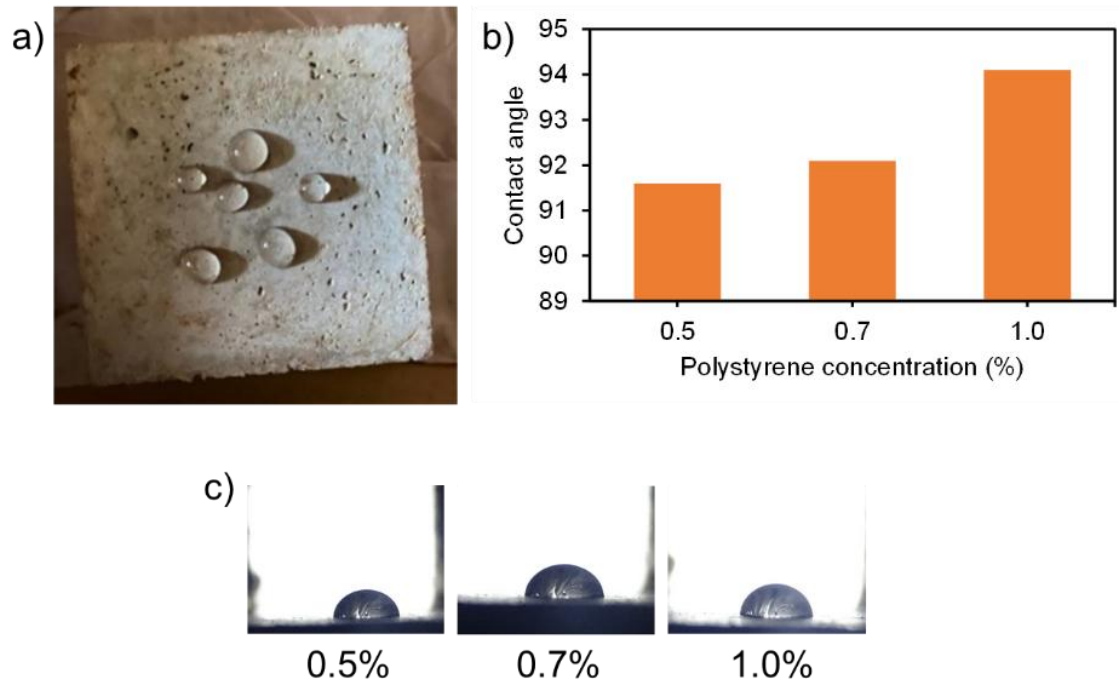 a)
b)
95
94
93
92
91
90
89
Contact angle
0.5 0.7 1.0
Polystyrene concentration (%)
c)
0.5% 0.7% 1.0%